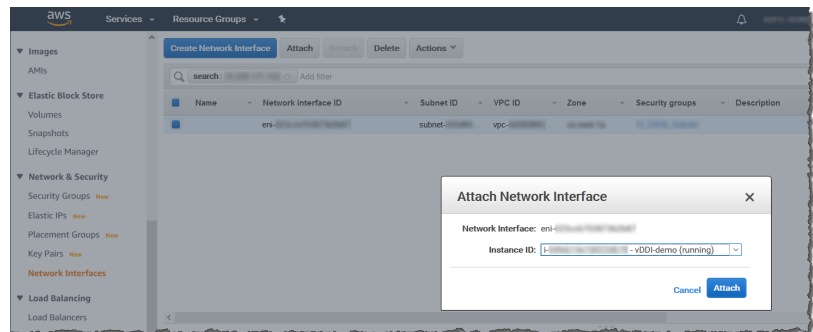 aws
Services
Resource Groups
Images
AMIs
Elastic Block Store
Volumes
Snapshots
Lifecycle Manager
Network & Security
Security Groups New
Elastic IPs New
Placement Groups New
Key Pairs New
Network Interfaces
Load Balancing
Load Balancers
Create Network Interface Attach Detach Delete Actions
search : Add filter
Name Network interface ID Subnet ID VPC ID Zone Security groups Description
eni- subnet- vpc-
Attach Network Interface
Network Interface: eni-
Instance ID: i- - vDDI-demo (running)
Cancel Attach